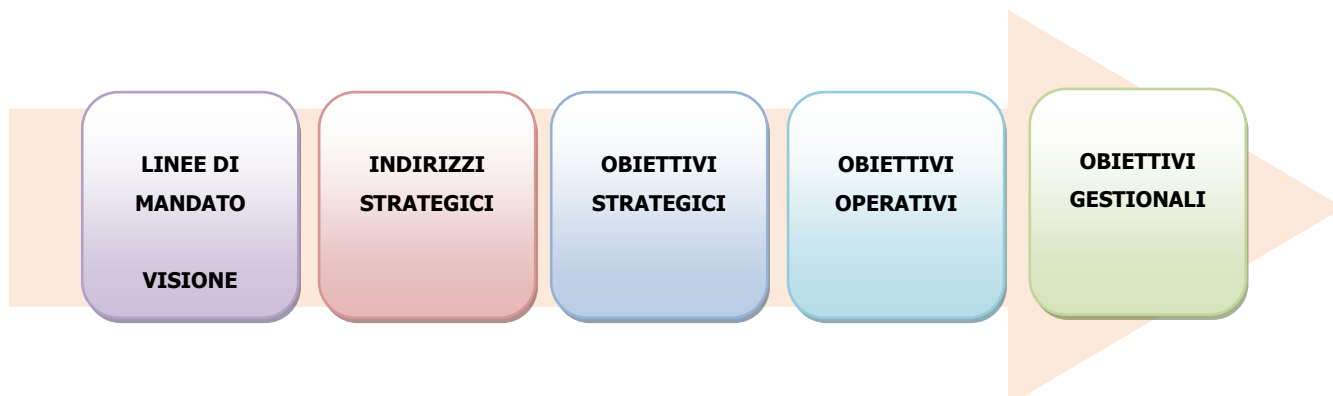 LINEE DI
MANDATO
VISIONE
INDIRIZZI
STRATEGICI
OBIETTIVI
STRATEGICI
OBIETTIVI
OPERATIVI
OBIETTIVI
GESTIONALI